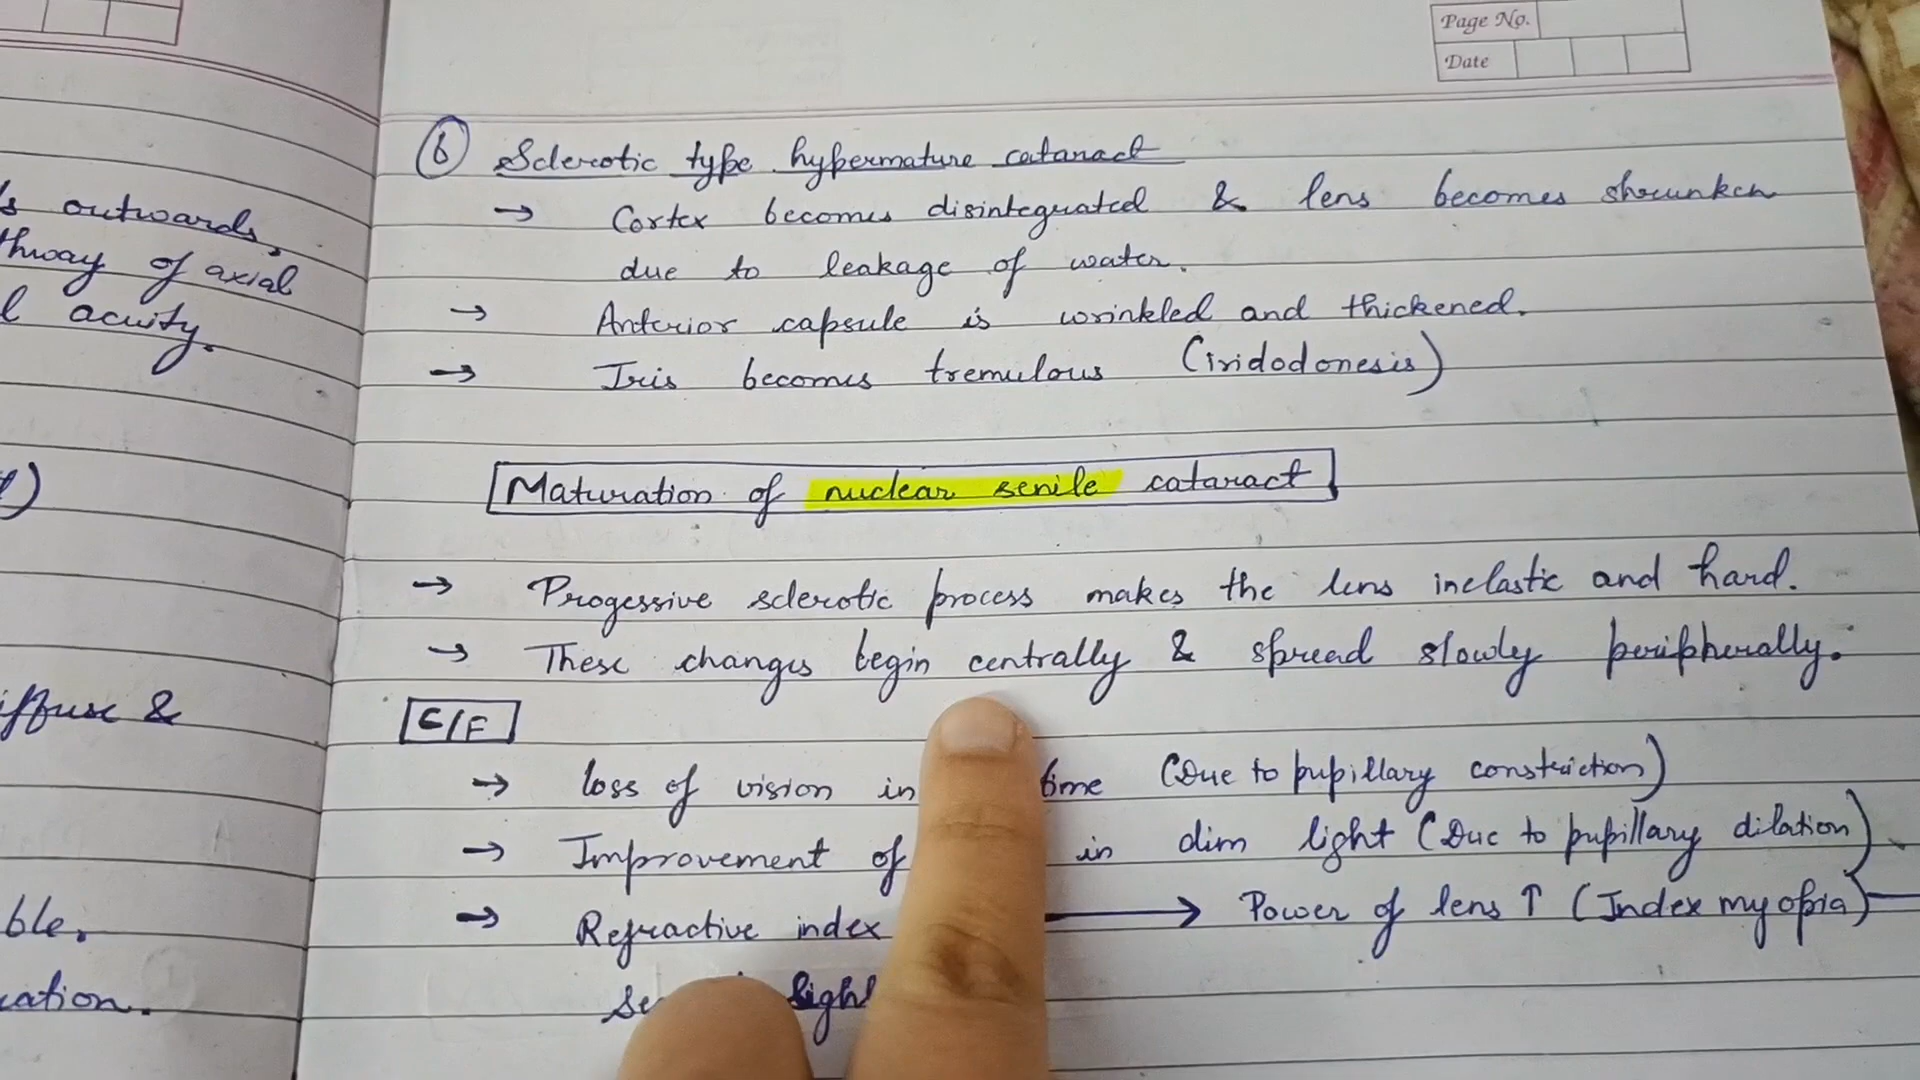 Page No.
Date
s outwards,
thway of axial
l acuity.
iffuse &
ble.
cation.
6 Sclerotic type hypermature cataract
→ Cortex becomes disintegrated & lens becomes shrunken
due to leakage of water.
→ Anterior capsule is wrinkled and thickened.
→ Iris becomes tremulous (iridodonesis)
Maturation of nuclear senile cataract
→ Progessive sclerotic process makes the lens inelastic and hard.
→ These changes begin centrally & spread slowly peripherally.
C/F
→ loss of vision in time (Due to pupillary constriction)
→ Improvement of in dim light (Due to pupillary dilation)
→ Refractive index → Power of lens ↑ (Index myopia)